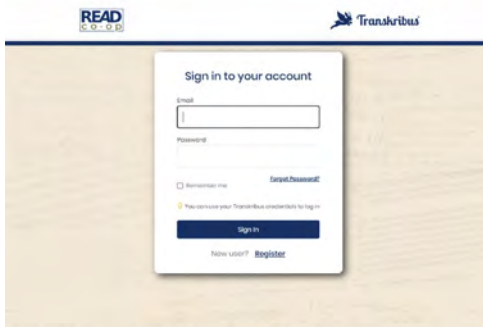 READ
CO·OP
Transkribus
Sign in to your account
Email
Password
Forgot Password?
Remember me
You can use your Transkribus credentials to log in
Sign In
New user? Register